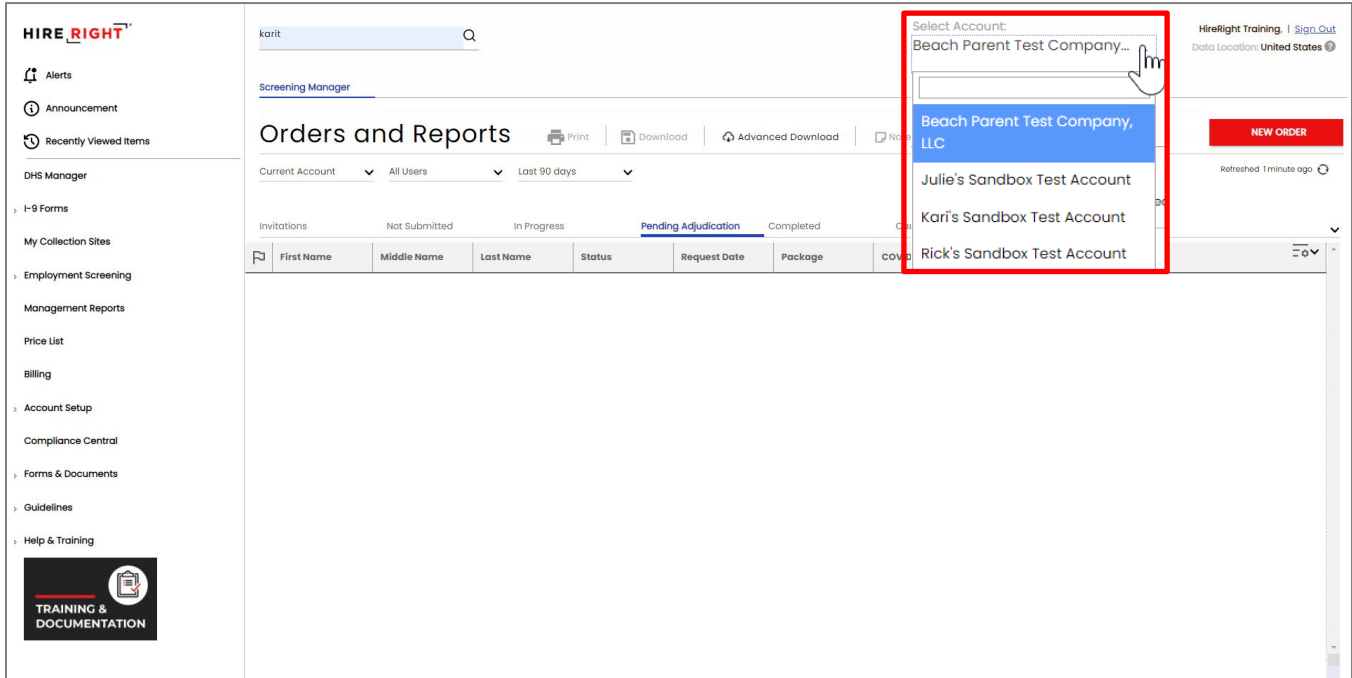 HIRE RIGHT
Alerts
Announcement
Recently Viewed Items
DHS Manager
I-9 Forms
My Collection Sites
Employment Screening
Management Reports
Price List
Billing
Account Setup
Compliance Central
Forms & Documents
Guidelines
Help & Training
TRAINING &
DOCUMENTATION
karit
Select Account:
Beach Parent Test Company...
HireRight Training, | Sign Out
Data Location: United States
Screening Manager
Beach Parent Test Company,
LLC
Julie's Sandbox Test Account
Kari's Sandbox Test Account
Rick's Sandbox Test Account
Orders and Reports
Print
Download
Advanced Download
NEW ORDER
Current Account
All Users
Last 90 days
Refreshed 1 minute ago
Invitations
Not Submitted
In Progress
Pending Adjudication
Completed
First Name
Middle Name
Last Name
Status
Request Date
Package